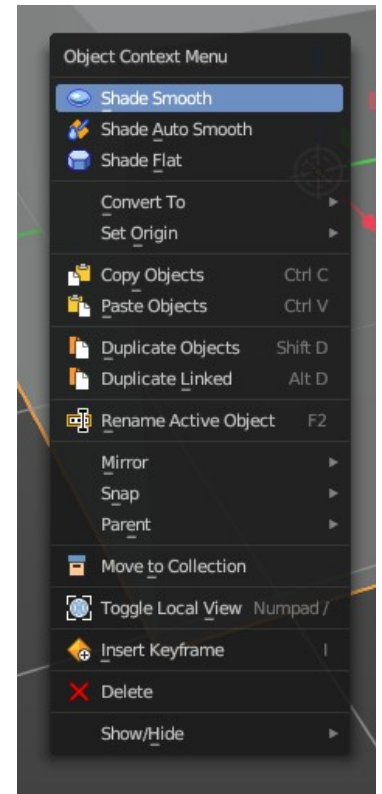 Object Context Menu
Shade Smooth
Shade Auto Smooth
Shade Flat
Convert To
Set Origin
Copy Objects Ctrl C
Paste Objects Ctrl V
Duplicate Objects Shift D
Duplicate Linked Alt D
Rename Active Object F2
Mirror
Snap
Parent
Move to Collection
Toggle Local View Numpad /
Insert Keyframe I
Delete
Show/Hide